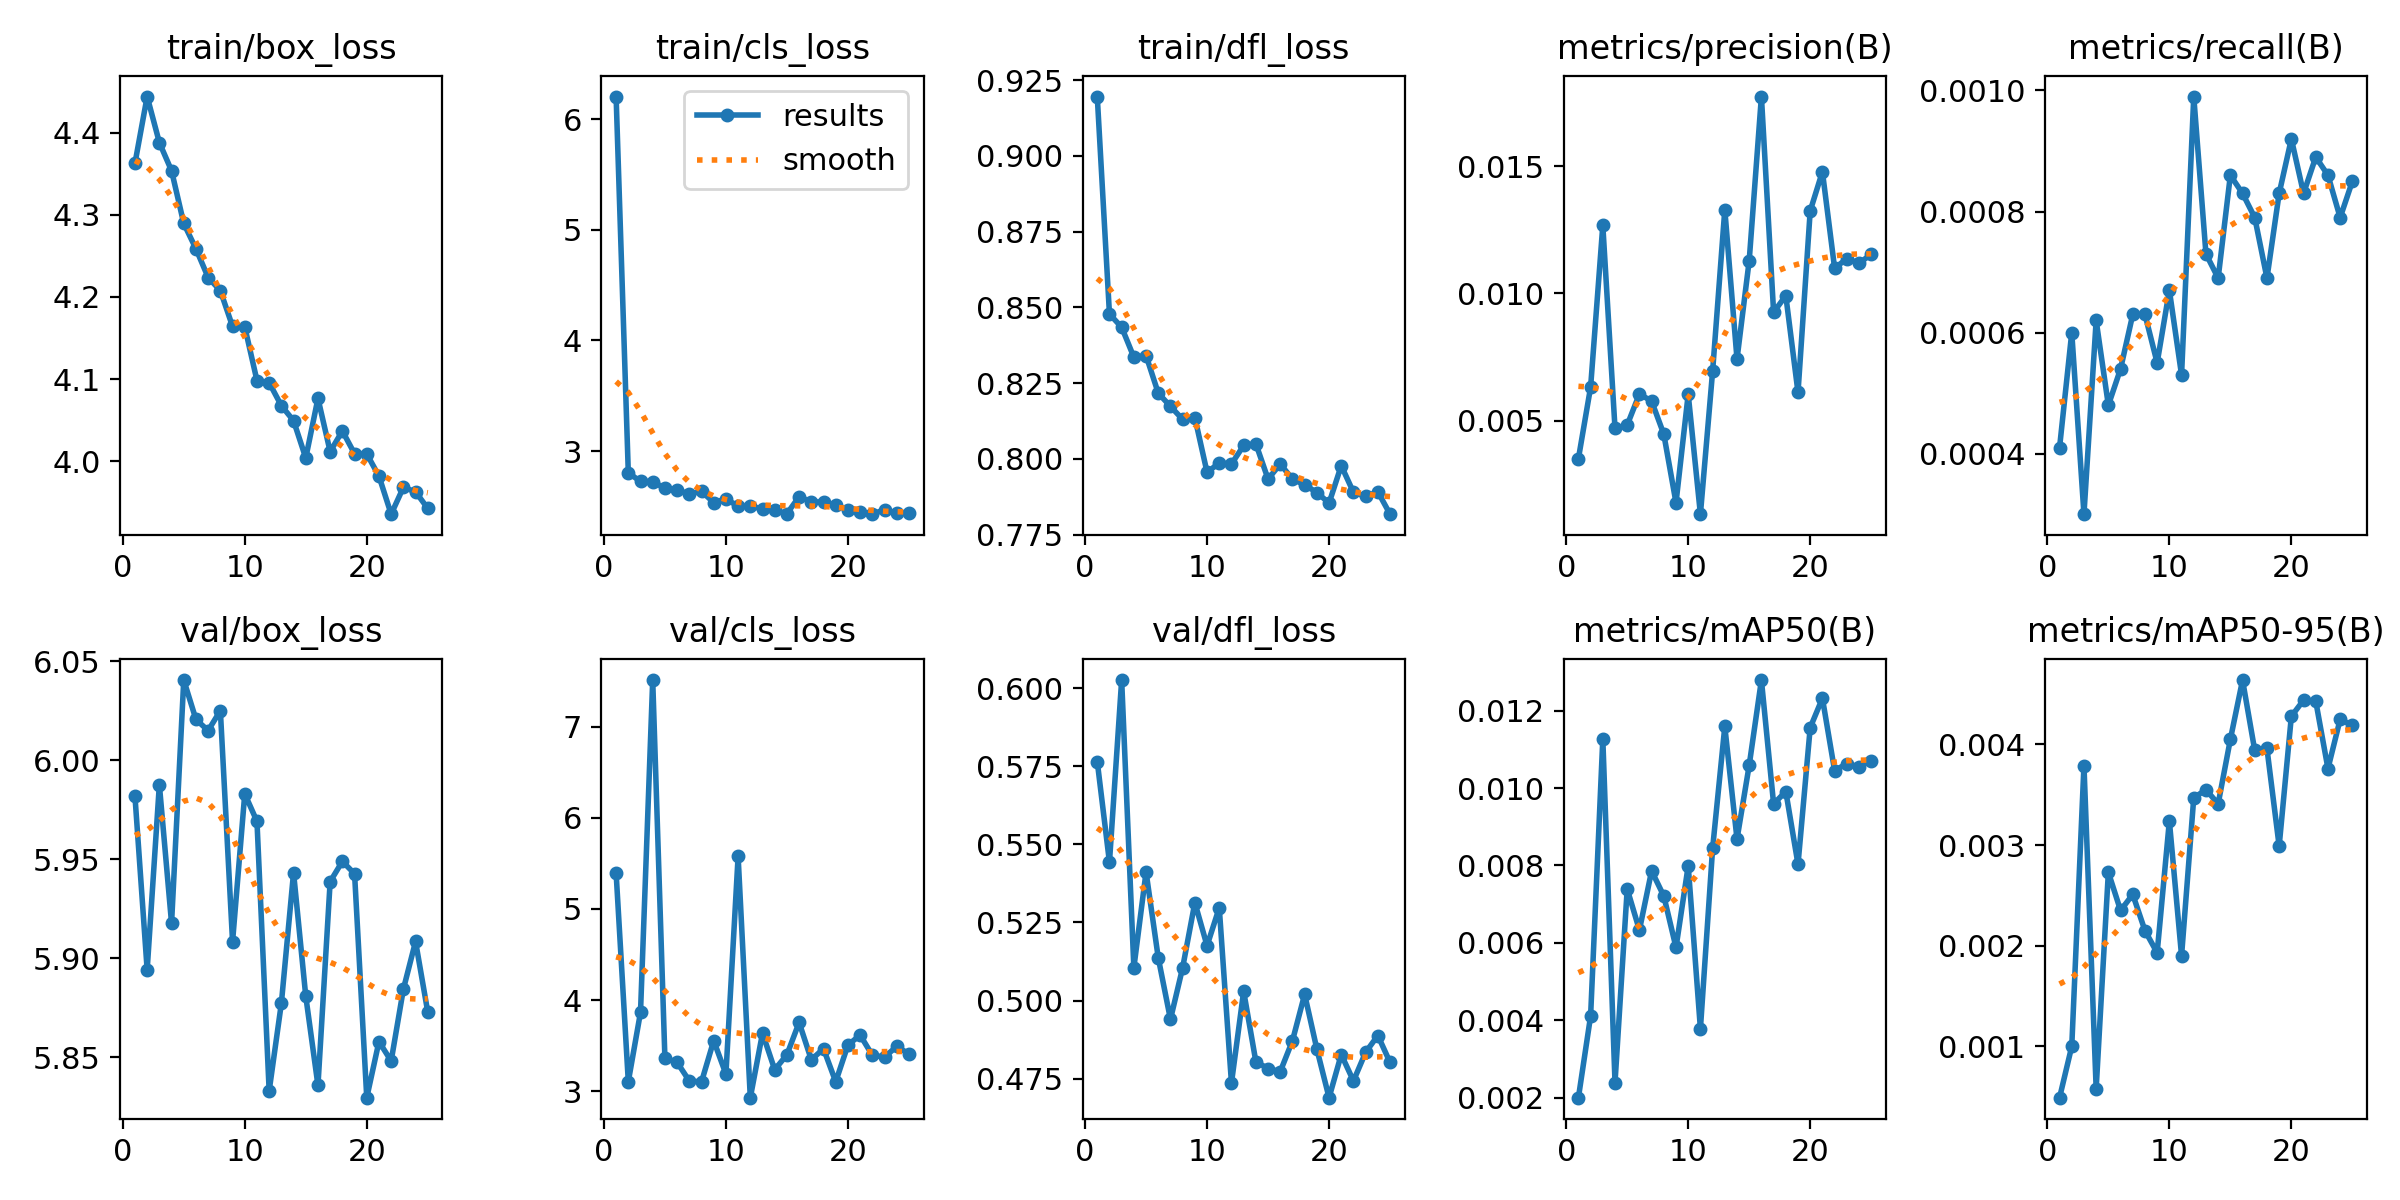 train/box_loss
4.4
4.3
4.2
4.1
4.0
0 10 20
train/cls_loss
results
smooth
6
5
4
3
0 10 20
train/dfl_loss
0.925
0.900
0.875
0.850
0.825
0.800
0.775
0 10 20
metrics/precision(B)
0.015
0.010
0.005
0 10 20
metrics/recall(B)
0.0010
0.0008
0.0006
0.0004
0 10 20
val/box_loss
6.05
6.00
5.95
5.90
5.85
0 10 20
val/cls_loss
7
6
5
4
3
0 10 20
val/dfl_loss
0.600
0.575
0.550
0.525
0.500
0.475
0 10 20
metrics/mAP50(B)
0.012
0.010
0.008
0.006
0.004
0.002
0 10 20
metrics/mAP50-95(B)
0.004
0.003
0.002
0.001
0 10 20